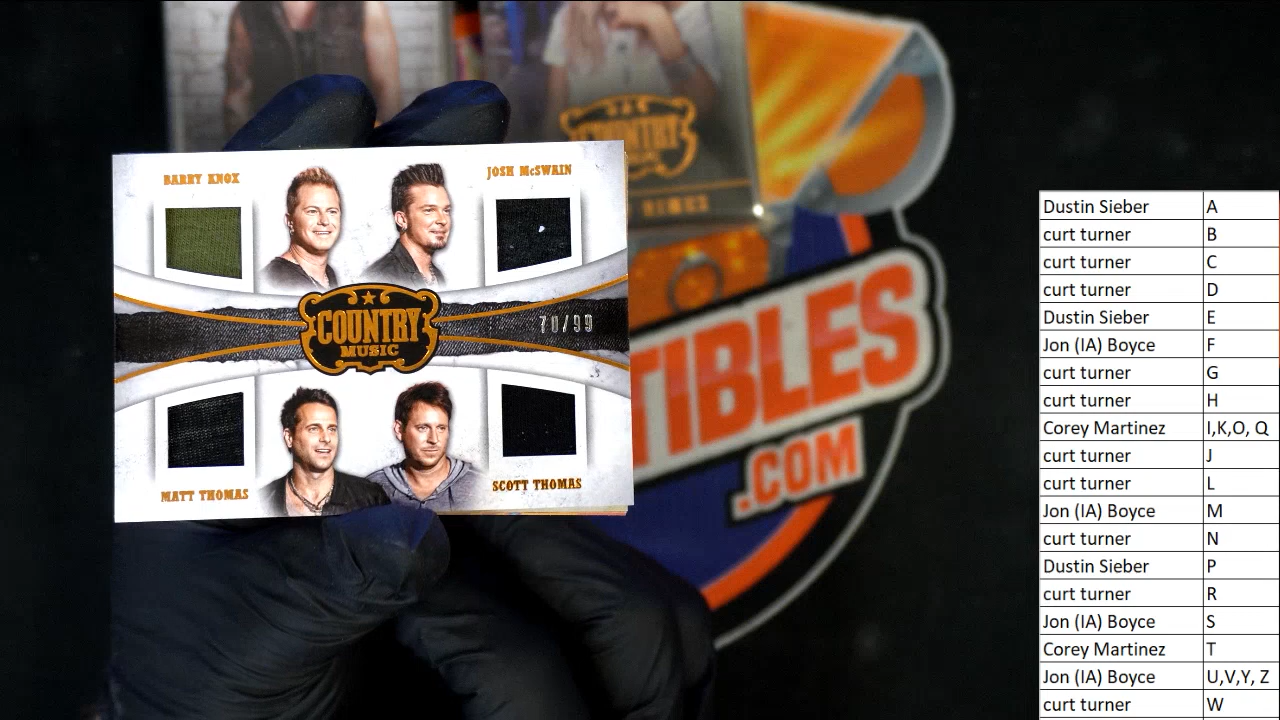 COUNTRY
BARRY KNOX
JOSH McSWAIN
70/99
COUNTRY
MUSIC
MATT THOMAS
SCOTT THOMAS
TIBLES
.COM
Dustin Sieber A
curt turner B
curt turner C
curt turner D
Dustin Sieber E
Jon (IA) Boyce F
curt turner G
curt turner H
Corey Martinez I,K,O, Q
curt turner J
curt turner L
Jon (IA) Boyce M
curt turner N
Dustin Sieber P
curt turner R
Jon (IA) Boyce S
Corey Martinez T
Jon (IA) Boyce U,V,Y, Z
curt turner W